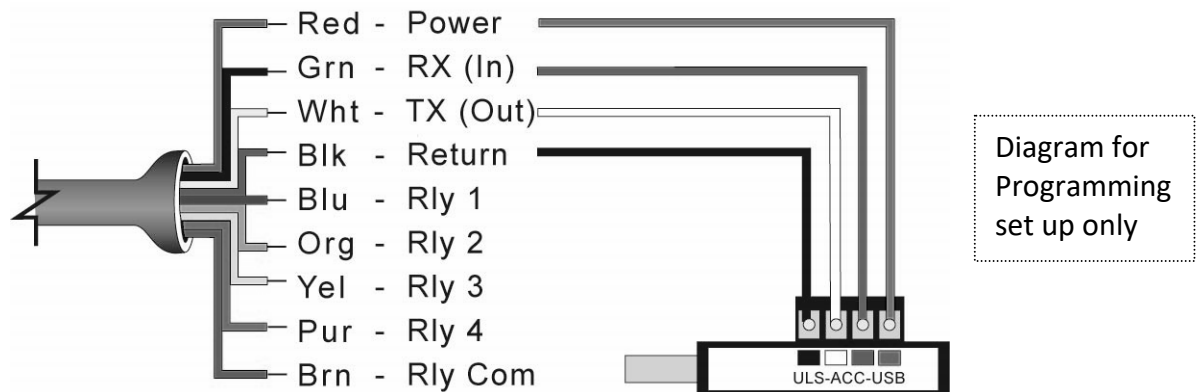 Red - Power
Grn - RX (In)
Wht - TX (Out)
Blk - Return
Blu - Rly 1
Org - Rly 2
Yel - Rly 3
Pur - Rly 4
Brn - Rly Com
ULS-ACC-USB
Diagram for
Programming
set up only